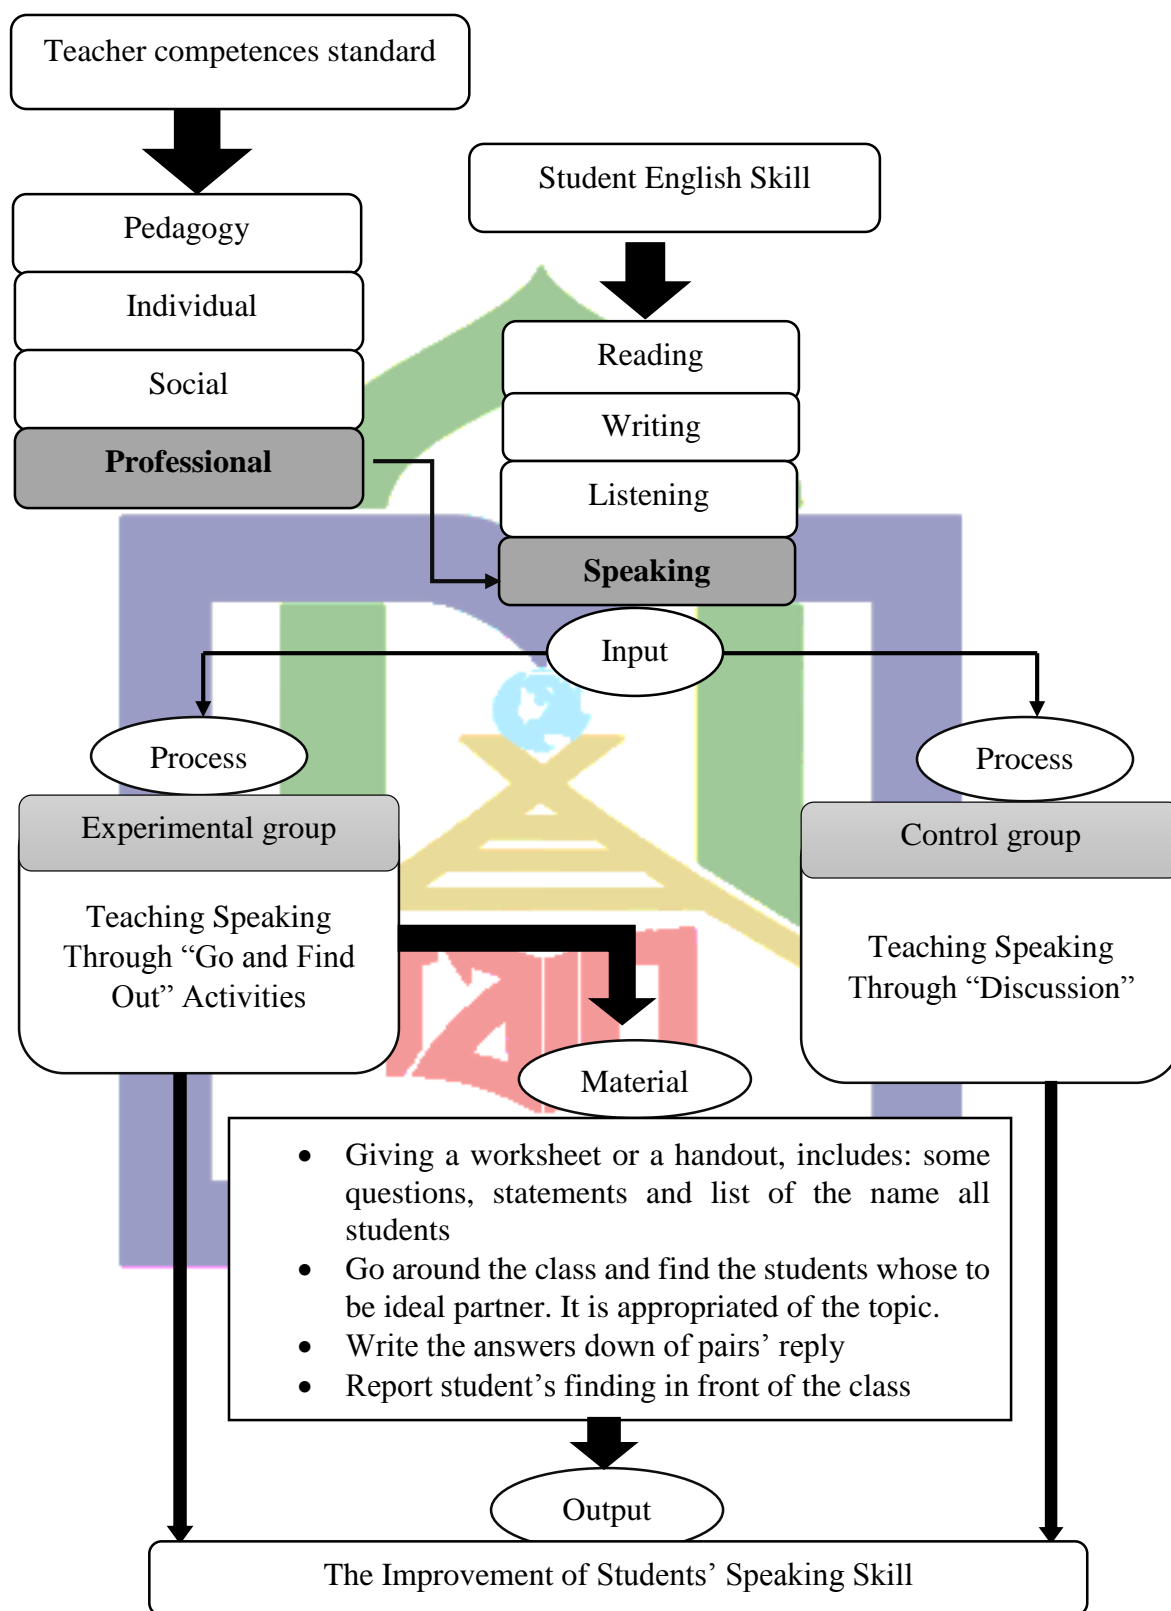 Teacher competences standard
Student English Skill
Pedagogy
Individual
Social
Professional
Reading
Writing
Listening
Speaking
Input
Process
Process
Experimental group
Teaching Speaking
Through “Go and Find
Out” Activities
Control group
Teaching Speaking
Through “Discussion”
Material
• Giving a worksheet or a handout, includes: some
questions, statements and list of the name all
students
• Go around the class and find the students whose to
be ideal partner. It is appropriated of the topic.
• Write the answers down of pairs’ reply
• Report student’s finding in front of the class
Output
The Improvement of Students’ Speaking Skill